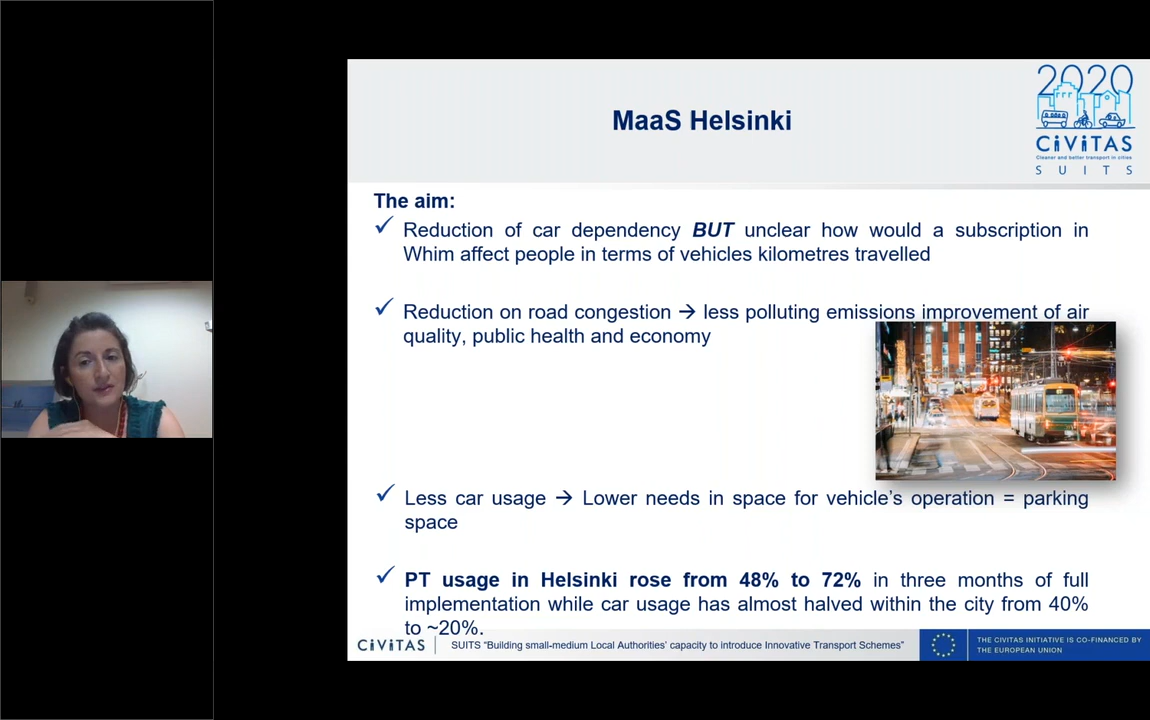 2020
CiViTAS
Cleaner and better transport in cities
S U I T S
MaaS Helsinki
The aim:
✓ Reduction of car dependency BUT unclear how would a subscription in
Whim affect people in terms of vehicles kilometres travelled
✓ Reduction on road congestion → less polluting emissions improvement of air
quality, public health and economy
✓ Less car usage → Lower needs in space for vehicle’s operation = parking
space
✓ PT usage in Helsinki rose from 48% to 72% in three months of full
implementation while car usage has almost halved within the city from 40%
to ~20%.
CiViTAS
SUITS “Building small-medium Local Authorities’ capacity to introduce Innovative Transport Schemes”
THE CIVITAS INITIATIVE IS CO-FINANCED BY
THE EUROPEAN UNION